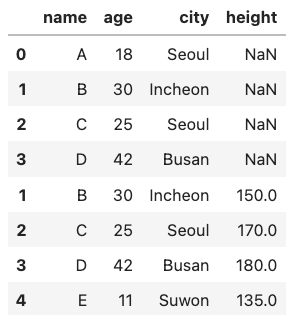 name age city height
0 A 18 Seoul NaN
1 B 30 Incheon NaN
2 C 25 Seoul NaN
3 D 42 Busan NaN
1 B 30 Incheon 150.0
2 C 25 Seoul 170.0
3 D 42 Busan 180.0
4 E 11 Suwon 135.0